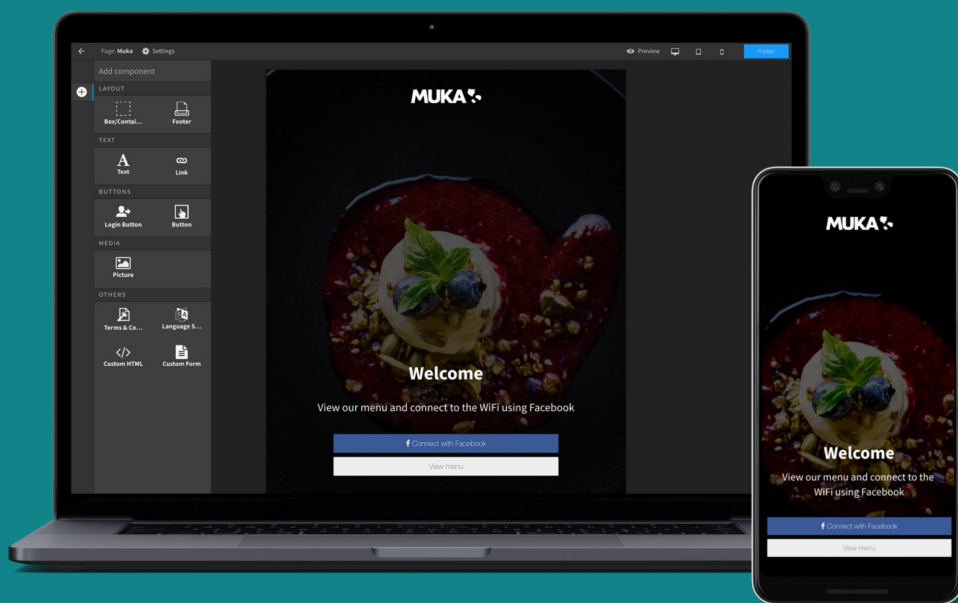 Page: Muka
Settings
Preview
Publish
Add component
LAYOUT
Box/Contai...
Footer
TEXT
A
Text
Link
BUTTONS
Login Button
Button
MEDIA
Picture
OTHERS
Terms & Co...
Language S...
</>
Custom HTML
Custom Form
MUKA
Welcome
View our menu and connect to the WiFi using Facebook
f Connect with Facebook
View menu
MUKA
Welcome
View our menu and connect to the
WiFi using Facebook
f Connect with Facebook
View menu